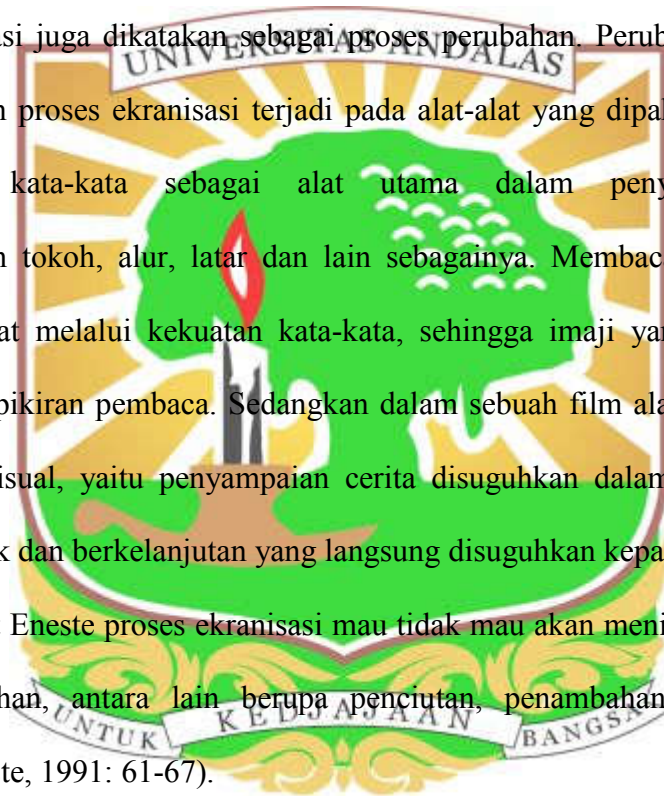 asi juga dikatakan sebagai proses perubahan. Perub
UNIVERSITAS ANDALAS
n proses ekranisasi terjadi pada alat-alat yang dipal
kata-kata sebagai alat utama dalam peny
n tokoh, alur, latar dan lain sebagainya. Membac
at melalui kekuatan kata-kata, sehingga imaji yan
pikiran pembaca. Sedangkan dalam sebuah film ala
isual, yaitu penyampaian cerita disuguhkan dalam
k dan berkelanjutan yang langsung disuguhkan kepa
Eneste proses ekranisasi mau tidak mau akan meni
han, antara lain berupa penciutan, penambahan
UNTUK KEDJAJAAN BANGSA
te, 1991: 61-67).